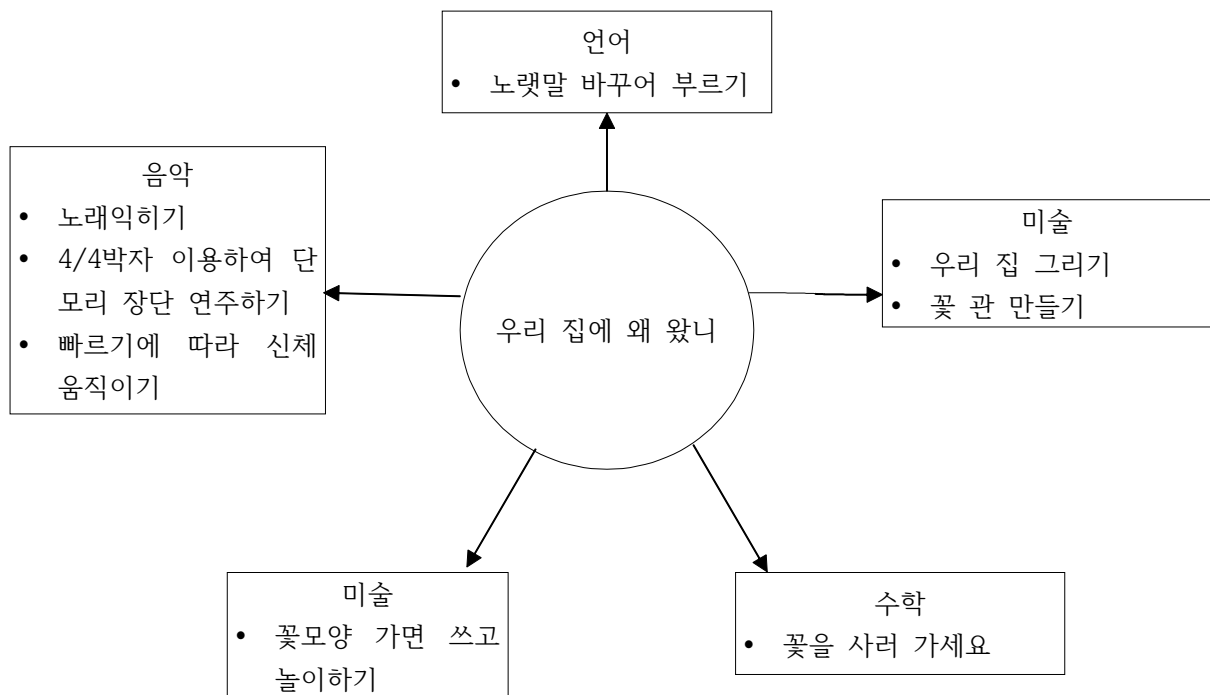 언어
• 노랫말 바꾸어 부르기
음악
• 노래익히기
• 4/4박자 이용하여 단
모리 장단 연주하기
• 빠르기에 따라 신체
움직이기
미술
• 우리 집 그리기
• 꽃 관 만들기
우리 집에 왜 왔니
미술
• 꽃모양 가면 쓰고
놀이하기
수학
• 꽃을 사러 가세요